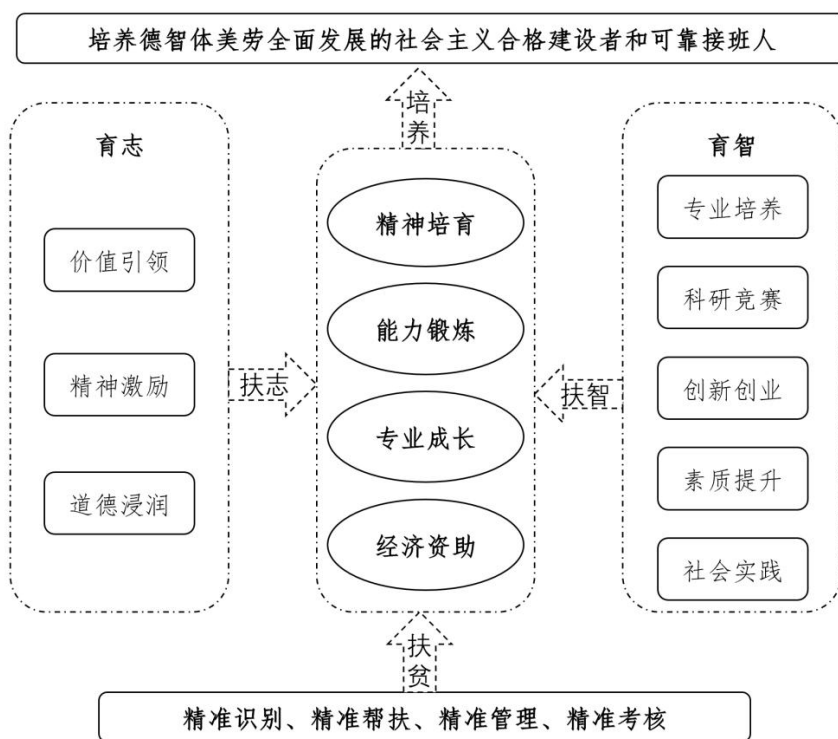 培养德智体美劳全面发展的社会主义合格建设者和可靠接班人
培养
育志
价值引领
精神激励
道德浸润
扶志
精神培育
能力锻炼
专业成长
经济资助
扶智
育智
专业培养
科研竞赛
创新创业
素质提升
社会实践
扶贫
精准识别、精准帮扶、精准管理、精准考核